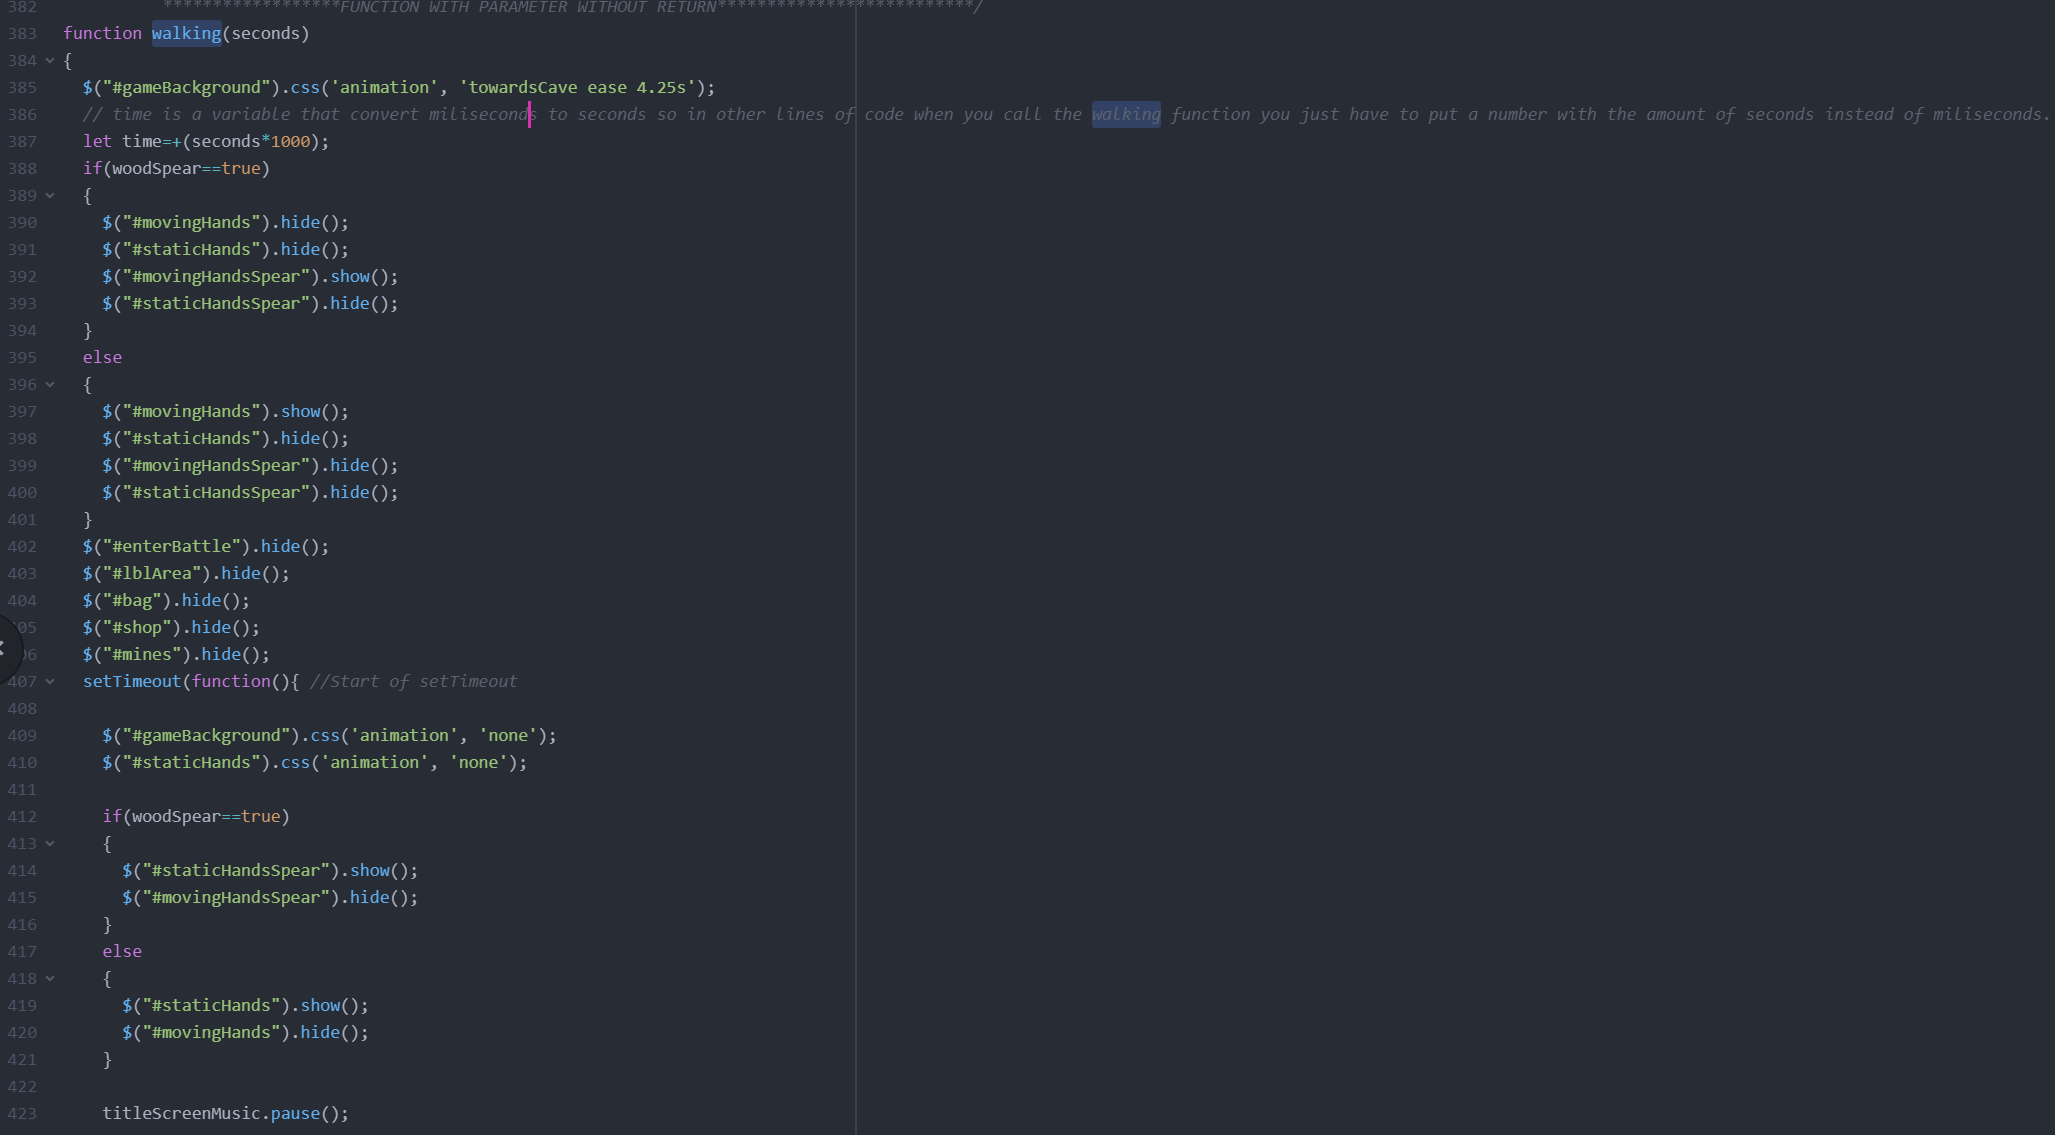 382 ******************FUNCTION WITH PARAMETER WITHOUT RETURN**************************/
383 function walking(seconds)
384 {
385 $("#gameBackground").css('animation', 'towardsCave ease 4.25s');
386 // time is a variable that convert miliseconds to seconds so in other lines of code when you call the walking function you just have to put a number with the amount of seconds instead of miliseconds.
387 let time=+(seconds*1000);
388 if(woodSpear==true)
389 {
390 $("#movingHands").hide();
391 $("#staticHands").hide();
392 $("#movingHandsSpear").show();
393 $("#staticHandsSpear").hide();
394 }
395 else
396 {
397 $("#movingHands").show();
398 $("#staticHands").hide();
399 $("#movingHandsSpear").hide();
400 $("#staticHandsSpear").hide();
401 }
402 $("#enterBattle").hide();
403 $("#lblArea").hide();
404 $("#bag").hide();
05 $("#shop").hide();
06 $("#mines").hide();
407 setTimeout(function(){ //Start of setTimeout
408
409 $("#gameBackground").css('animation', 'none');
410 $("#staticHands").css('animation', 'none');
411
412 if(woodSpear==true)
413 {
414 $("#staticHandsSpear").show();
415 $("#movingHandsSpear").hide();
416 }
417 else
418 {
419 $("#staticHands").show();
420 $("#movingHands").hide();
421 }
422
423 titleScreenMusic.pause();